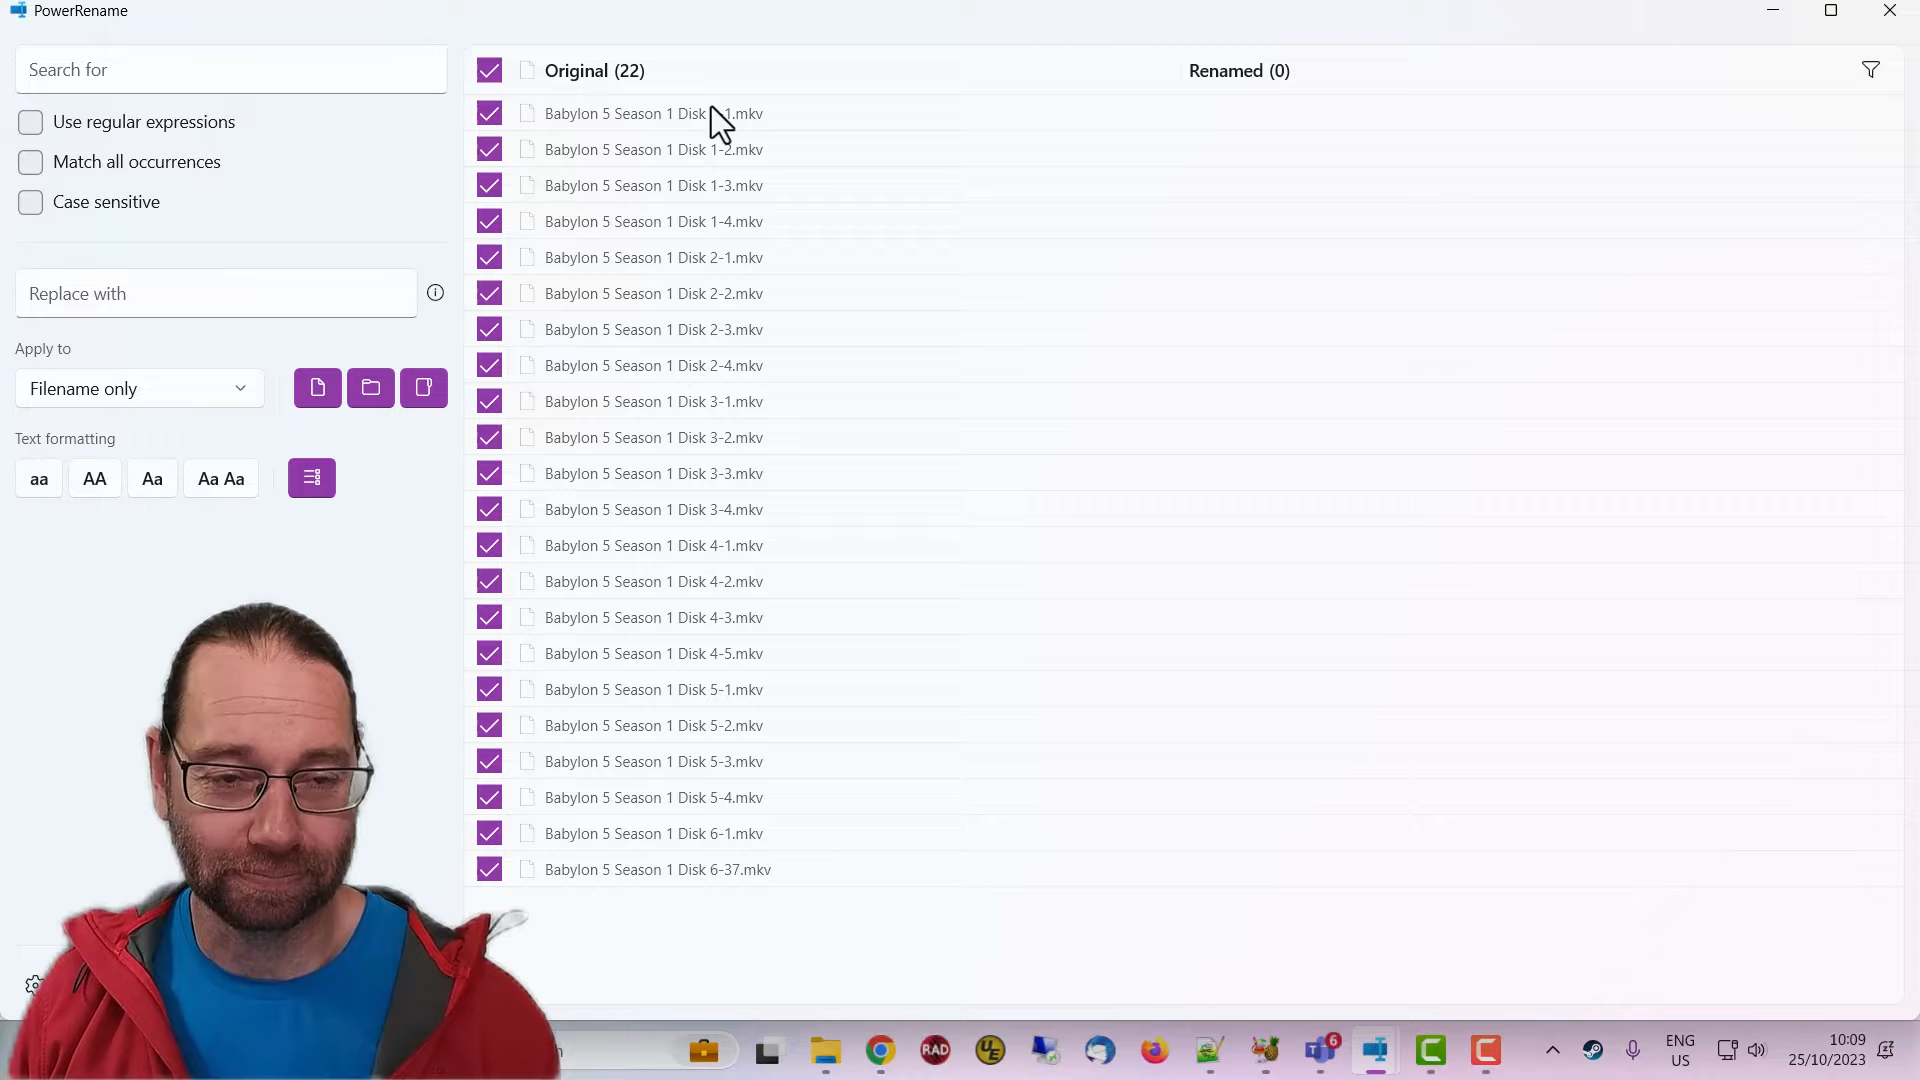 PowerRename
Search for
Use regular expressions
Match all occurrences
Case sensitive
Replace with
Apply to
Filename only
Text formatting
aa
AA
Aa
Aa Aa
Original (22)
Renamed (0)
Babylon 5 Season 1 Disk 1.mkv
Babylon 5 Season 1 Disk 1-2.mkv
Babylon 5 Season 1 Disk 1-3.mkv
Babylon 5 Season 1 Disk 1-4.mkv
Babylon 5 Season 1 Disk 2-1.mkv
Babylon 5 Season 1 Disk 2-2.mkv
Babylon 5 Season 1 Disk 2-3.mkv
Babylon 5 Season 1 Disk 2-4.mkv
Babylon 5 Season 1 Disk 3-1.mkv
Babylon 5 Season 1 Disk 3-2.mkv
Babylon 5 Season 1 Disk 3-3.mkv
Babylon 5 Season 1 Disk 3-4.mkv
Babylon 5 Season 1 Disk 4-1.mkv
Babylon 5 Season 1 Disk 4-2.mkv
Babylon 5 Season 1 Disk 4-3.mkv
Babylon 5 Season 1 Disk 4-5.mkv
Babylon 5 Season 1 Disk 5-1.mkv
Babylon 5 Season 1 Disk 5-2.mkv
Babylon 5 Season 1 Disk 5-3.mkv
Babylon 5 Season 1 Disk 5-4.mkv
Babylon 5 Season 1 Disk 6-1.mkv
Babylon 5 Season 1 Disk 6-37.mkv
RAD
UE
6
ENG
US
10:09
25/10/2023